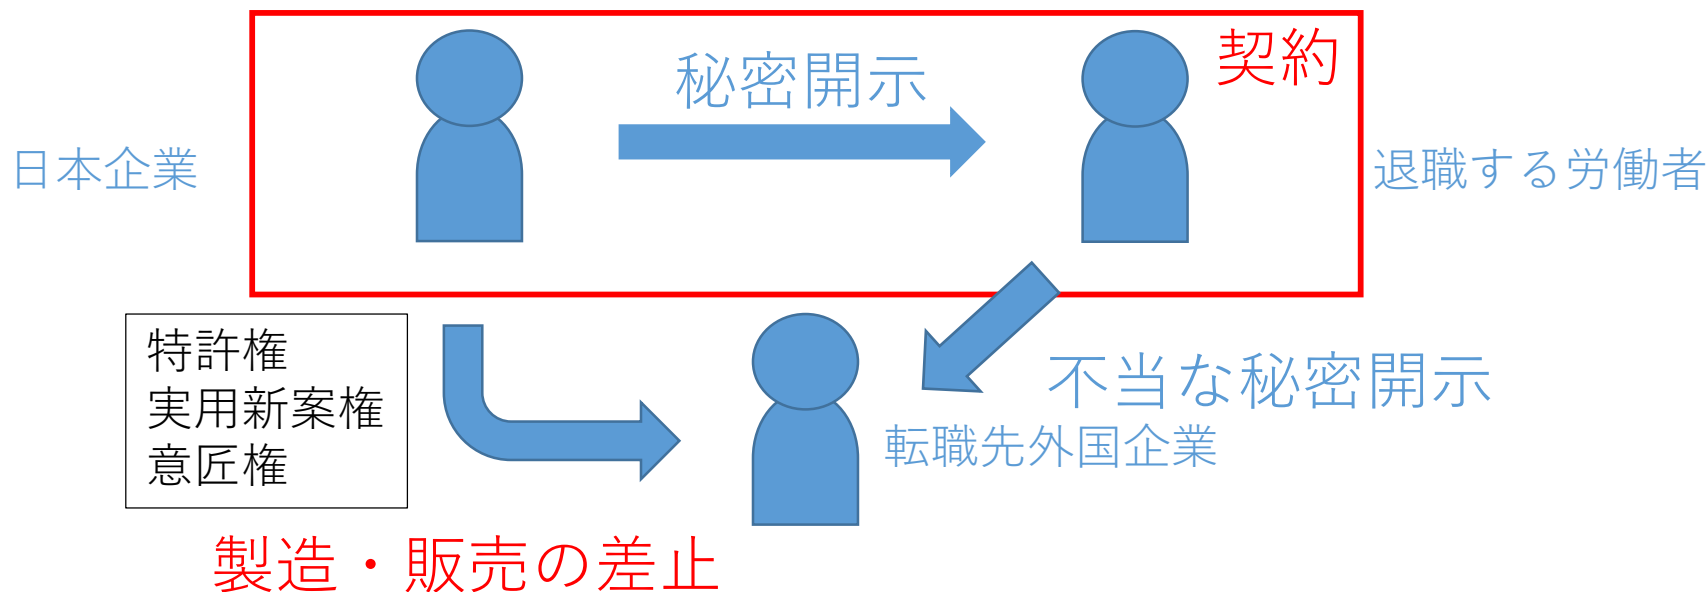 契約
秘密開示
日本企業
退職する労働者
特許権
実用新案権
意匠権
不当な秘密開示
転職先外国企業
製造・販売の差止